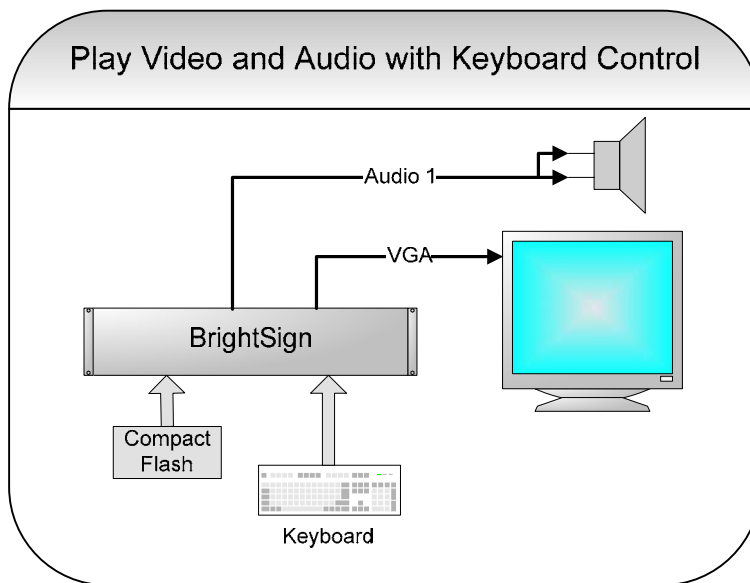 Play Video and Audio with Keyboard Control
Audio 1
VGA
BrightSign
Compact
Flash
Keyboard